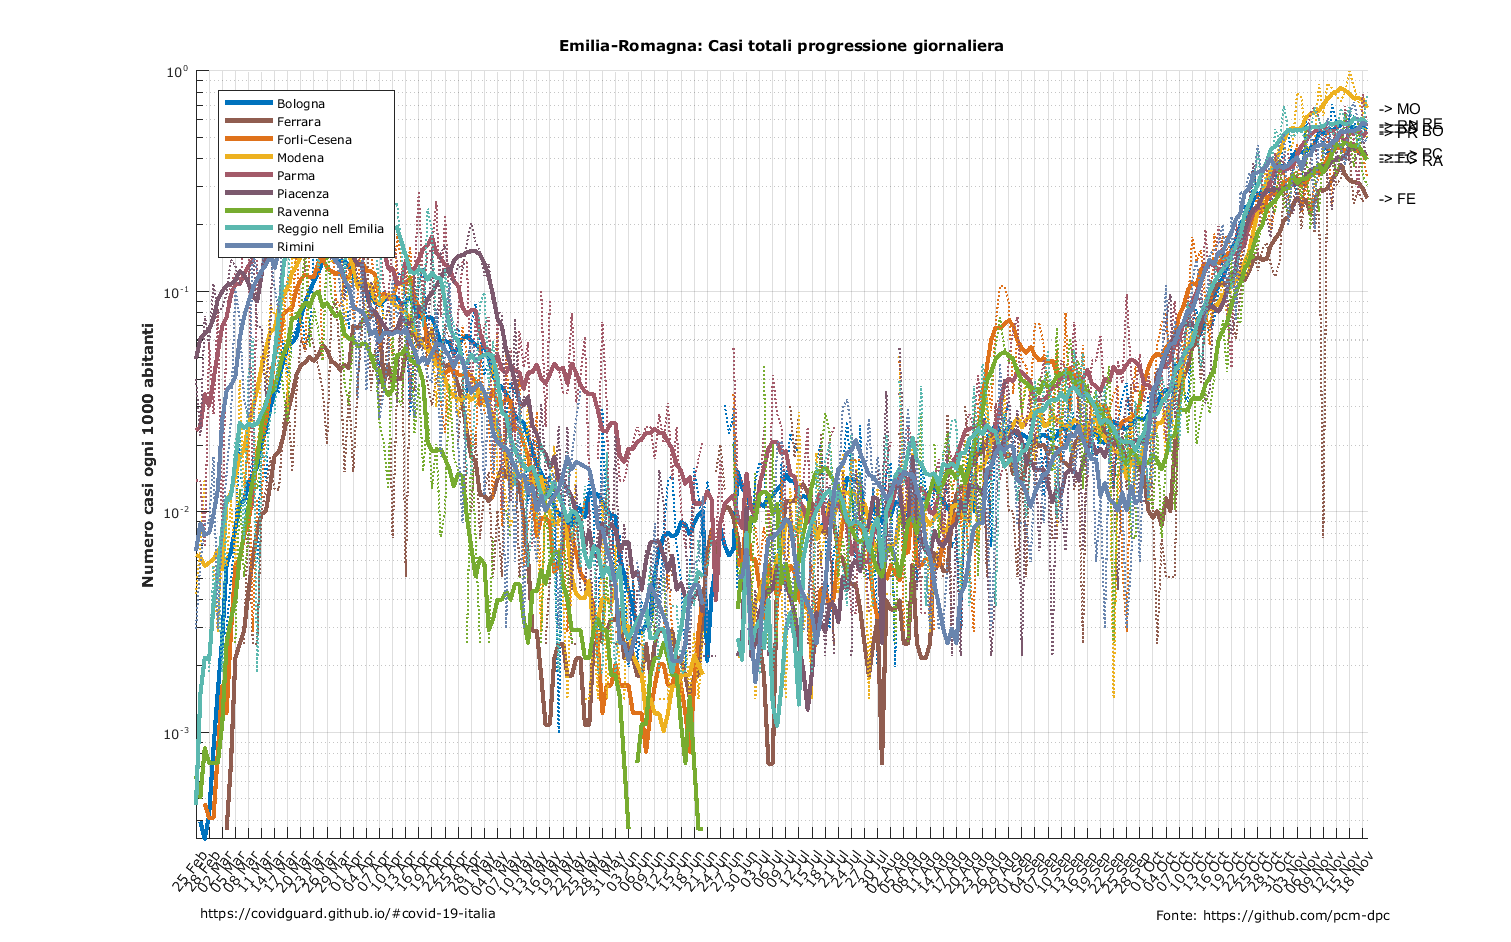 Emilia-Romagna: Casi totali progressione giornaliera
10^0
10^-1
10^-2
10^-3
Numero casi ogni 1000 abitanti
Bologna
Ferrara
Forli-Cesena
Modena
Parma
Piacenza
Ravenna
Reggio nell Emilia
Rimini
-> MO
-> RE
-> BO
-> PR
-> PC
-> FC
-> RA
-> FE
25 Feb
28 Feb
02 Mar
05 Mar
08 Mar
11 Mar
14 Mar
17 Mar
20 Mar
23 Mar
26 Mar
29 Mar
01 Apr
04 Apr
07 Apr
10 Apr
13 Apr
16 Apr
19 Apr
22 Apr
25 Apr
28 Apr
01 May
04 May
07 May
10 May
13 May
16 May
19 May
22 May
25 May
28 May
31 May
03 Jun
06 Jun
09 Jun
12 Jun
15 Jun
18 Jun
21 Jun
24 Jun
27 Jun
30 Jun
03 Jul
06 Jul
09 Jul
12 Jul
15 Jul
18 Jul
21 Jul
24 Jul
27 Jul
30 Jul
02 Aug
05 Aug
08 Aug
11 Aug
14 Aug
17 Aug
20 Aug
23 Aug
26 Aug
29 Aug
01 Sep
04 Sep
07 Sep
10 Sep
13 Sep
16 Sep
19 Sep
22 Sep
25 Sep
28 Sep
01 Oct
04 Oct
07 Oct
10 Oct
13 Oct
16 Oct
19 Oct
22 Oct
25 Oct
28 Oct
31 Oct
03 Nov
06 Nov
09 Nov
12 Nov
15 Nov
18 Nov
https://covidguard.github.io/#covid-19-italia
Fonte: https://github.com/pcm-dpc